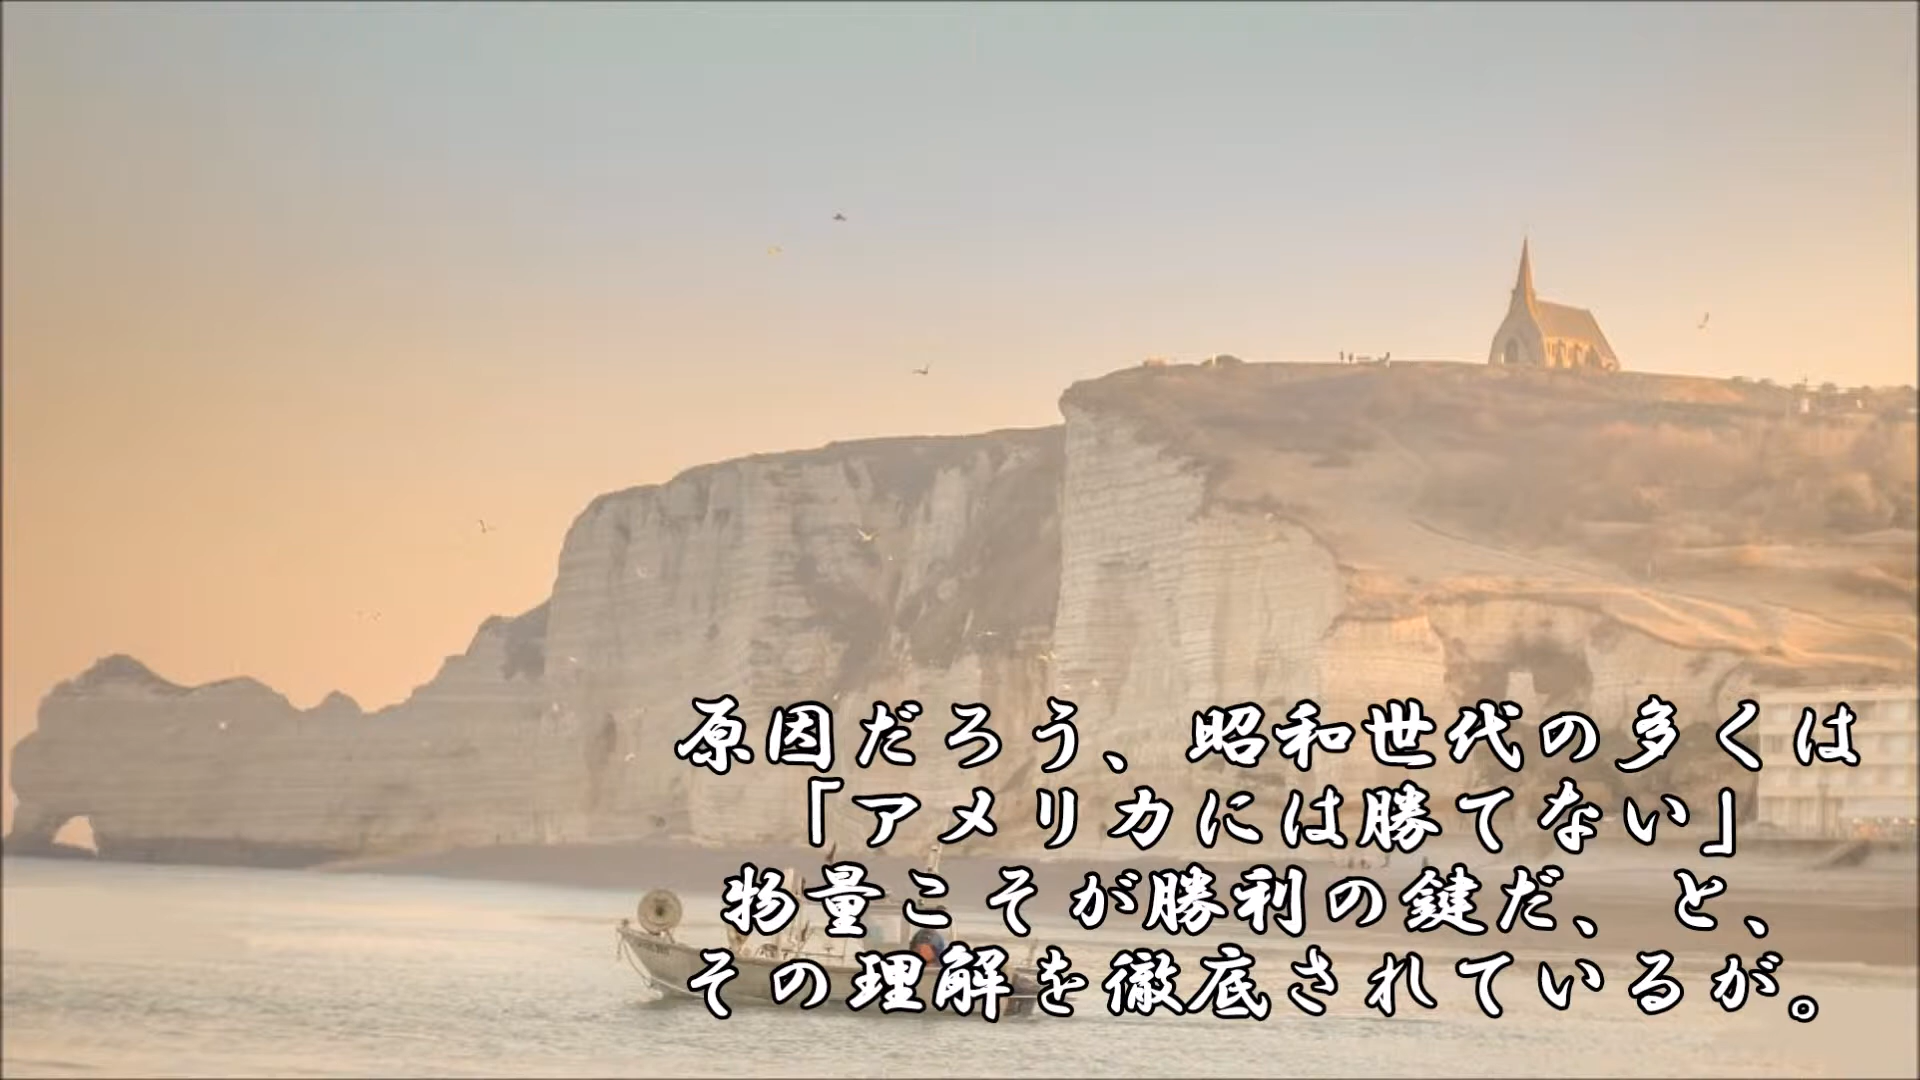 原因だろう、昭和世代の多くは
「アメリカには勝てない」
物量こそが勝利の鍵だ、と、
その理解を徹底されているが。